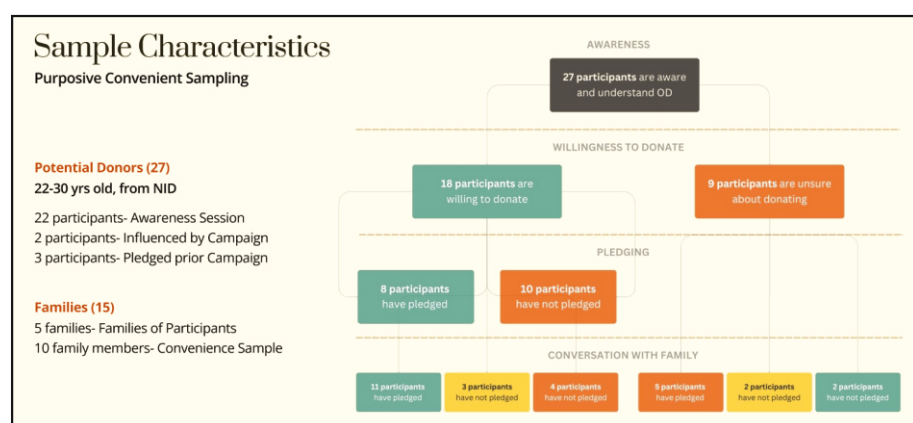 Sample Characteristics
Purposive Convenient Sampling
Potential Donors (27)
22-30 yrs old, from NID
22 participants- Awareness Session
2 participants- Influenced by Campaign
3 participants- Pledged prior Campaign
Families (15)
5 families- Families of Participants
10 family members- Convenience Sample
AWARENESS
27 participants are aware
and understand OD
WILLINGNESS TO DONATE
18 participants are
willing to donate
9 participants are unsure
about donating
PLEDGING
8 participants
have pledged
10 participants
have not pledged
CONVERSATION WITH FAMILY
11 participants
have pledged
3 participants
have not pledged
4 participants
have not pledged
5 participants
have pledged
2 participants
have not pledged
2 participants
have pledged